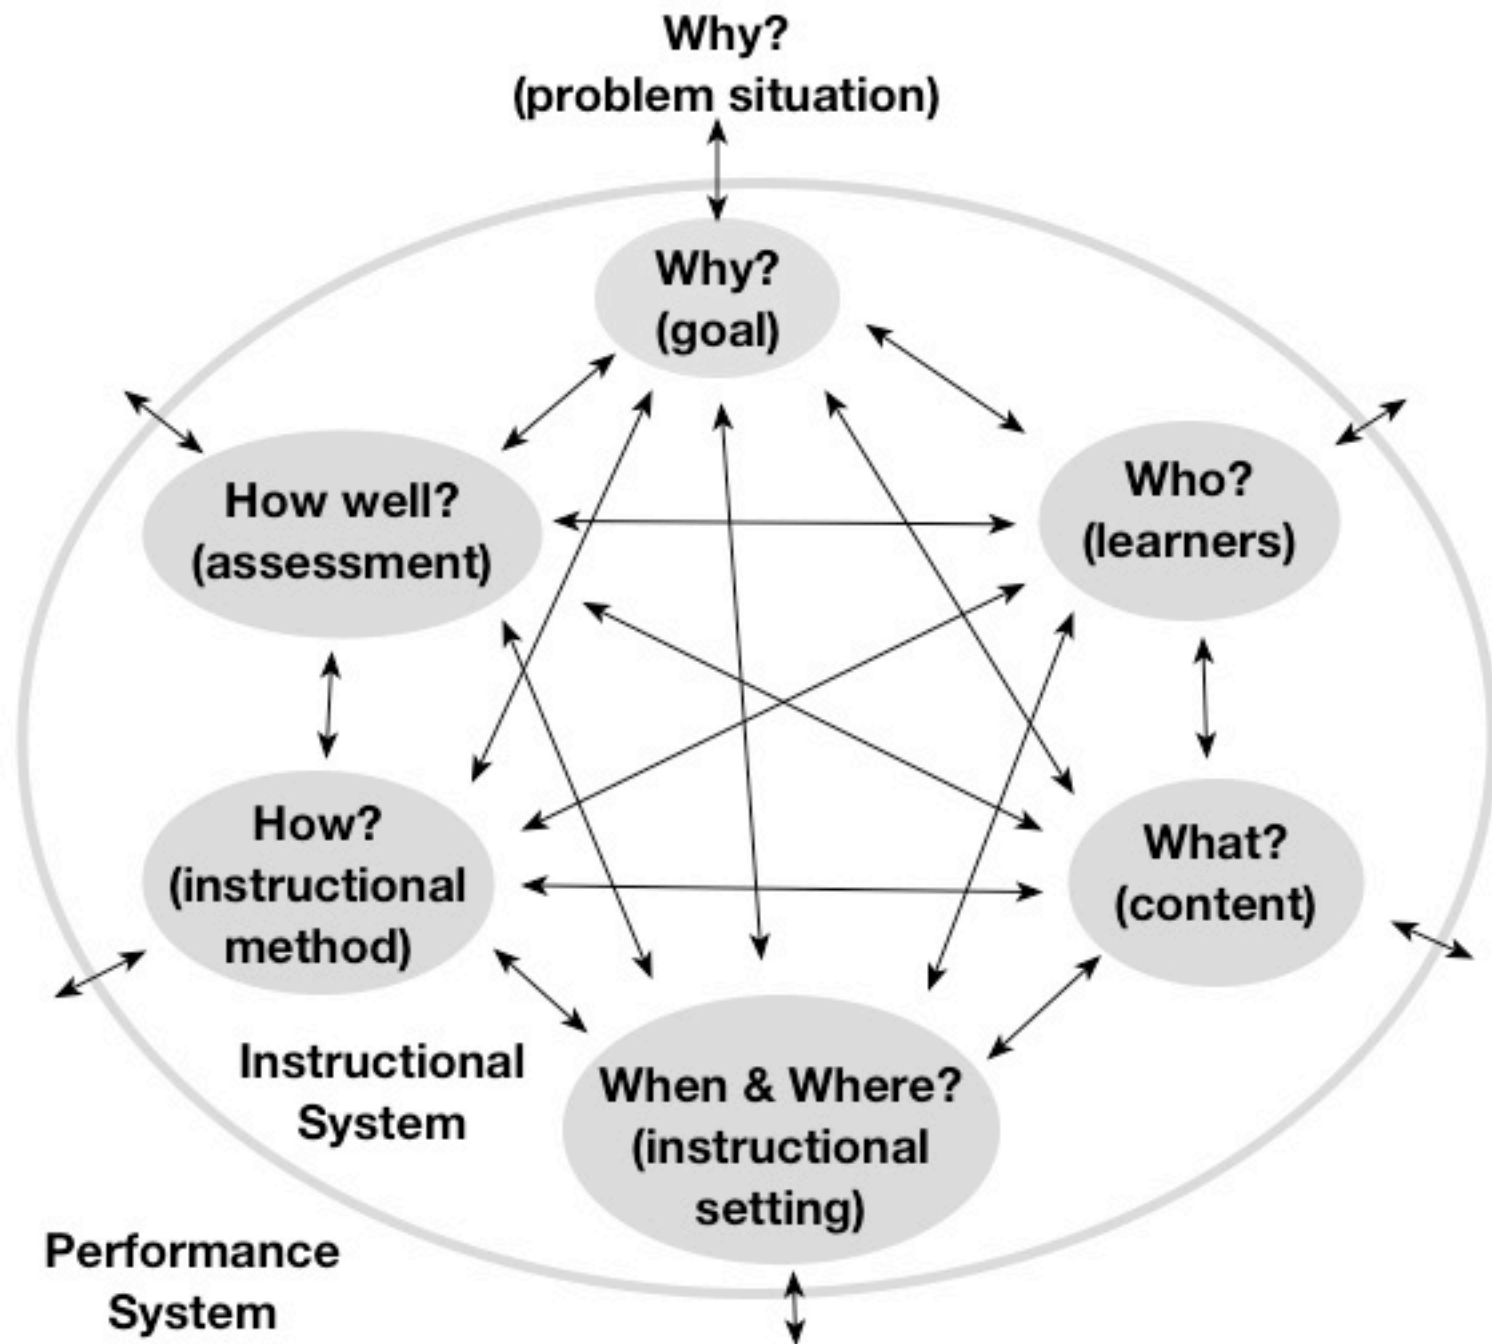 Why?
(problem situation)
Why?
(goal)
How well?
(assessment)
Who?
(learners)
How?
(instructional
method)
What?
(content)
Instructional
System
When & Where?
(instructional
setting)
Performance
System